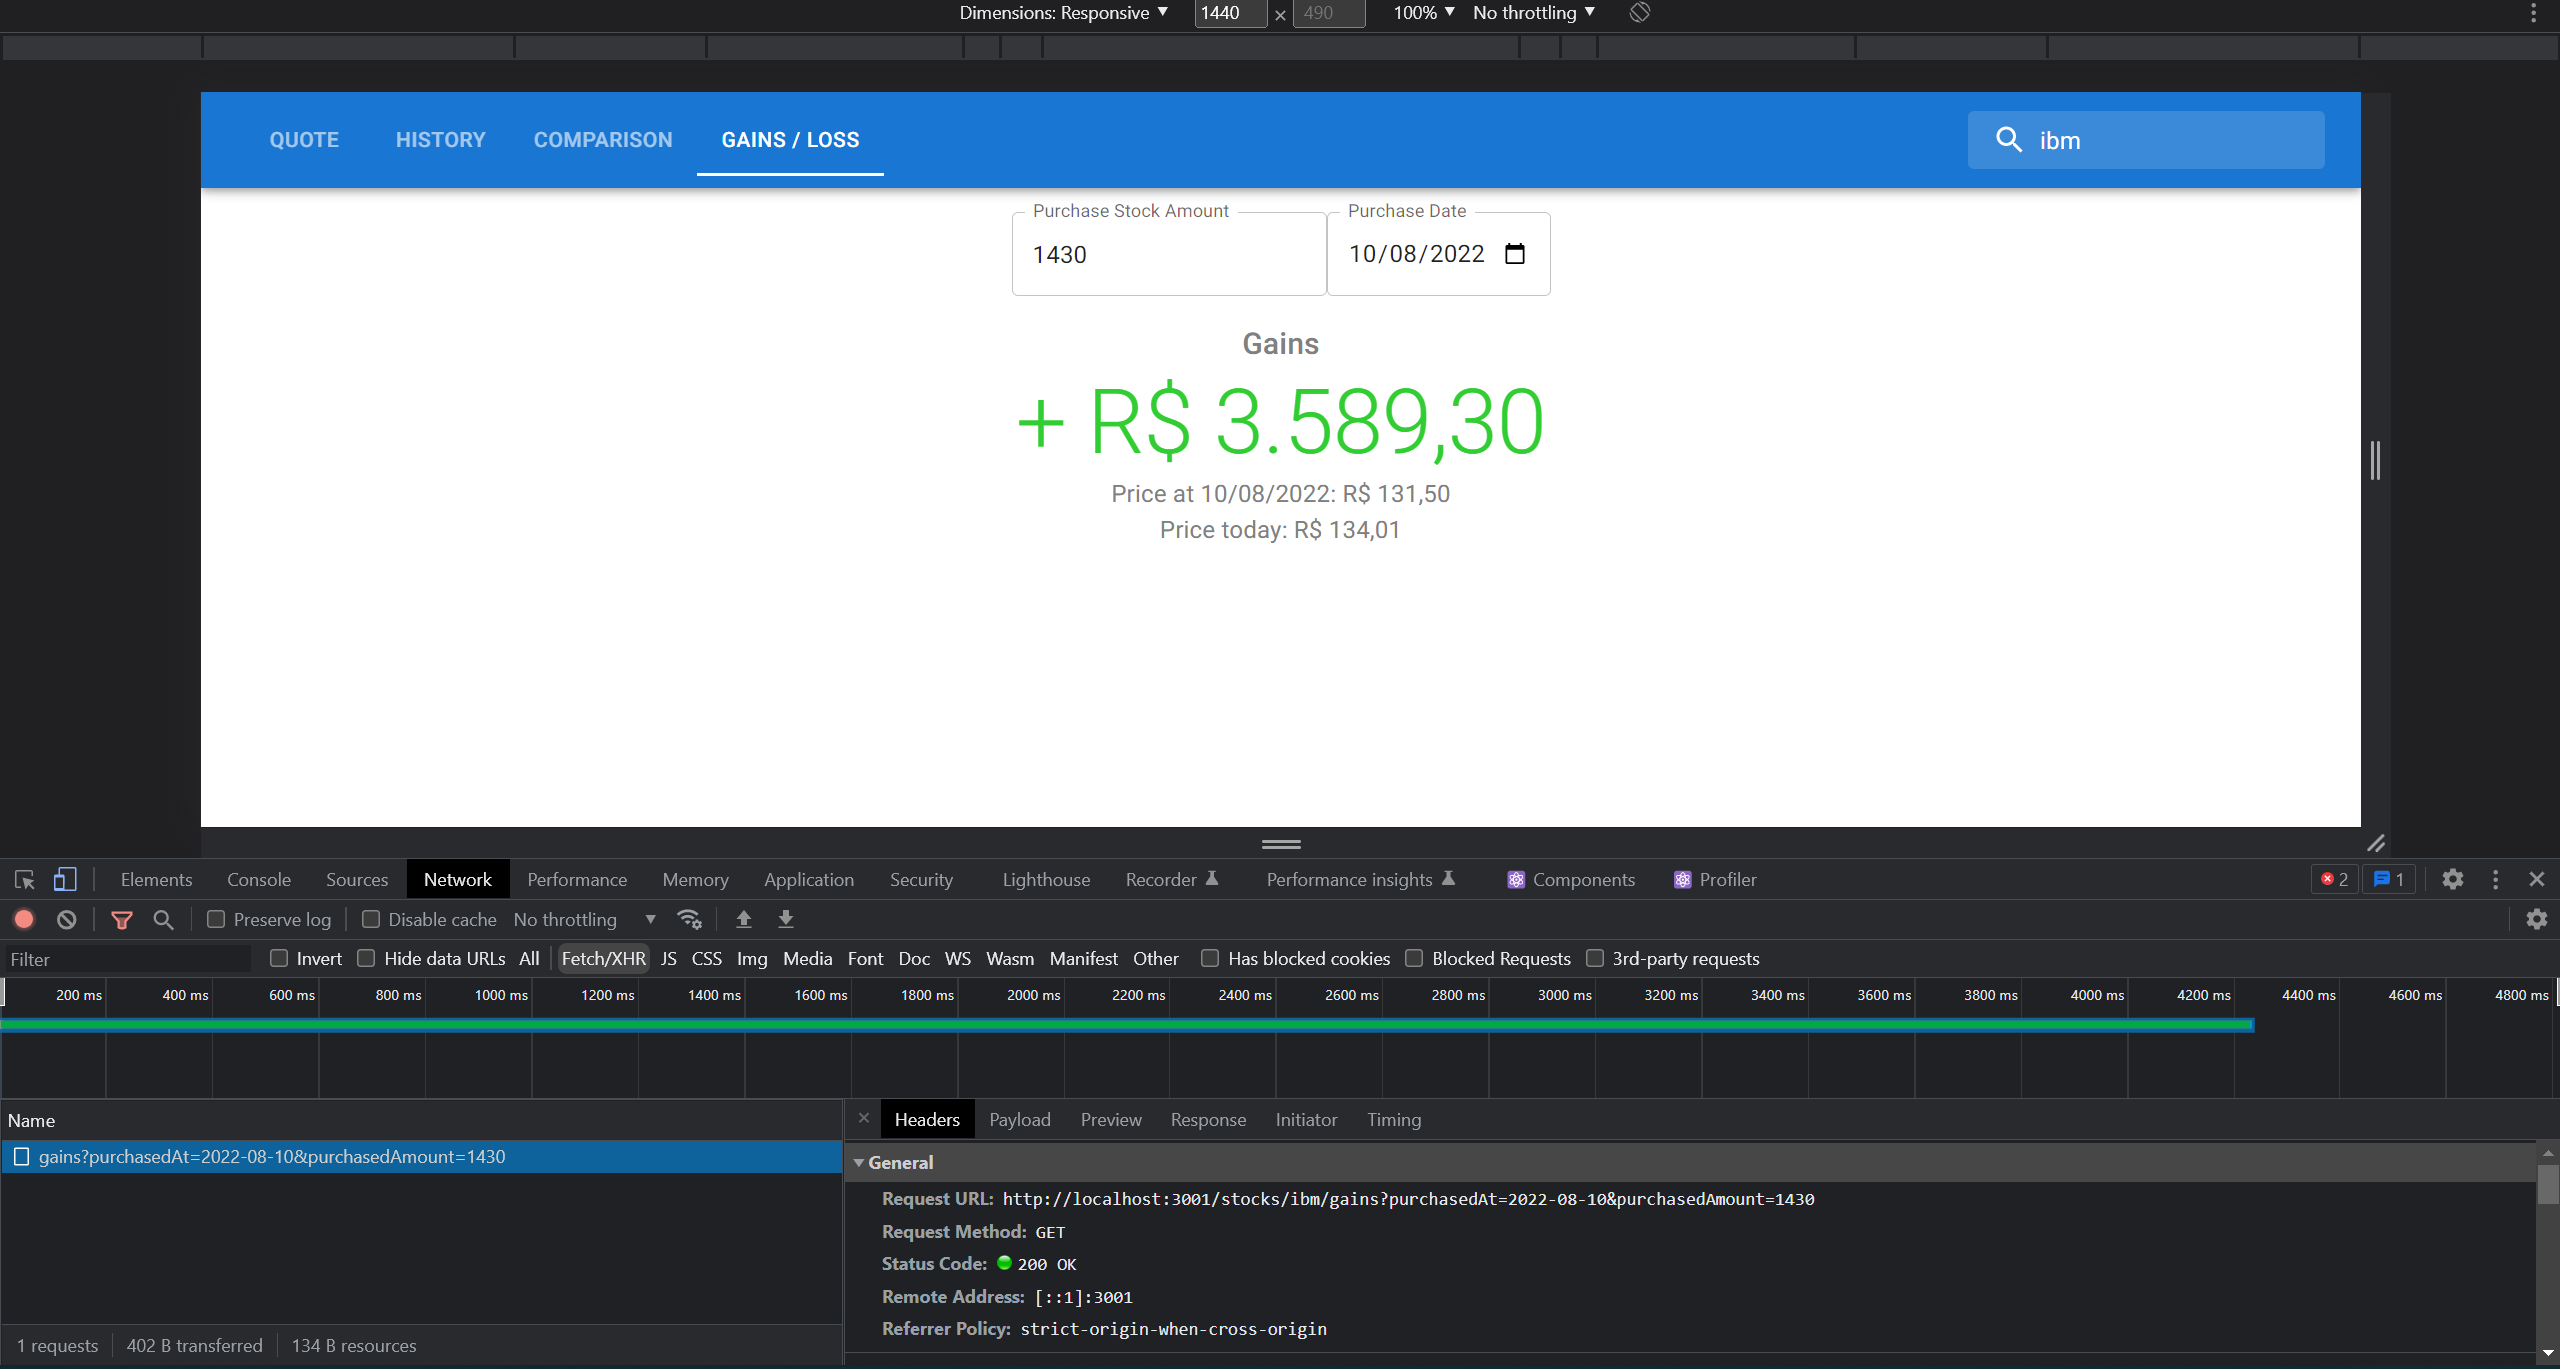 Dimensions: Responsive ▼ 1440 × 490 100% ▼ No throttling ▼
QUOTE HISTORY COMPARISON GAINS / LOSS ibm
Purchase Stock Amount Purchase Date
1430 10/08/2022
Gains
+ R$ 3.589,30
Price at 10/08/2022: R$ 131,50
Price today: R$ 134,01
Elements Console Sources Network Performance Memory Application Security Lighthouse Recorder Performance insights Components Profiler 2 1
Preserve log Disable cache No throttling ▼
Filter Invert Hide data URLs All Fetch/XHR JS CSS Img Media Font Doc WS Wasm Manifest Other Has blocked cookies Blocked Requests 3rd-party requests
200 ms 400 ms 600 ms 800 ms 1000 ms 1200 ms 1400 ms 1600 ms 1800 ms 2000 ms 2200 ms 2400 ms 2600 ms 2800 ms 3000 ms 3200 ms 3400 ms 3600 ms 3800 ms 4000 ms 4200 ms 4400 ms 4600 ms 4800 ms
Name
gains?purchasedAt=2022-08-10&purchasedAmount=1430
1 requests 402 B transferred 134 B resources
× Headers Payload Preview Response Initiator Timing
General
Request URL: http://localhost:3001/stocks/ibm/gains?purchasedAt=2022-08-10&purchasedAmount=1430
Request Method: GET
Status Code: 200 OK
Remote Address: [::1]:3001
Referrer Policy: strict-origin-when-cross-origin